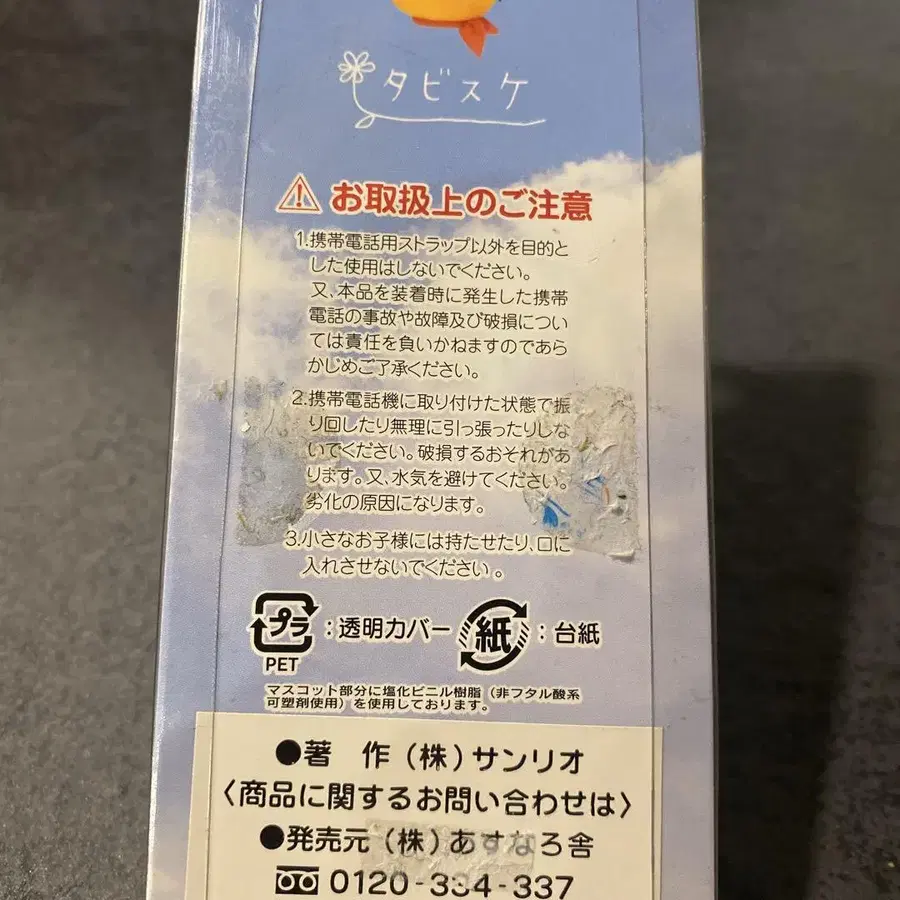 タビスケ
お取扱上のご注意
1.携帯電話用ストラップ以外を目的と
した使用はしないでください。
又、本品を装着時に発生した携帯
電話の事故や故障及び破損につい
ては責任を負いかねますのであら
かじめご了承ください。
2.携帯電話機に取り付けた状態で振
り回したり無理に引っ張ったりしな
いでください。破損するおそれがあ
ります。又、水気を避けてください。
劣化の原因になります。
3.小さなお子様には持たせたり、口に
入れさせないでください。
プラ:透明カバー 紙:台紙
PET
マスコット部分に塩化ビニル樹脂(非フタル酸系
可塑剤使用)を使用しております。
●著 作(株)サンリオ
〈商品に関するお問い合わせは〉
●発売元(株)あすなろ舎
0120-334-337